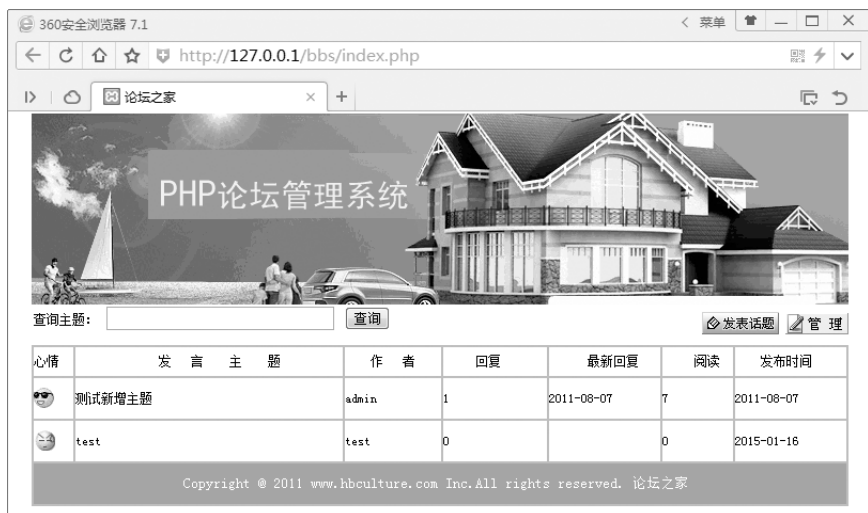 360安全浏览器 7.1
菜单
http://127.0.0.1/bbs/index.php
论坛之家
PHP论坛管理系统
查询主题: 查询 发表话题 管 理
心情 发 言 主 题 作 者 回复 最新回复 阅读 发布时间
测试新增主题 admin 1 2011-08-07 7 2011-08-07
test test 0 0 2015-01-16
Copyright @ 2011 www.hbculture.com Inc.All rights reserved. 论坛之家